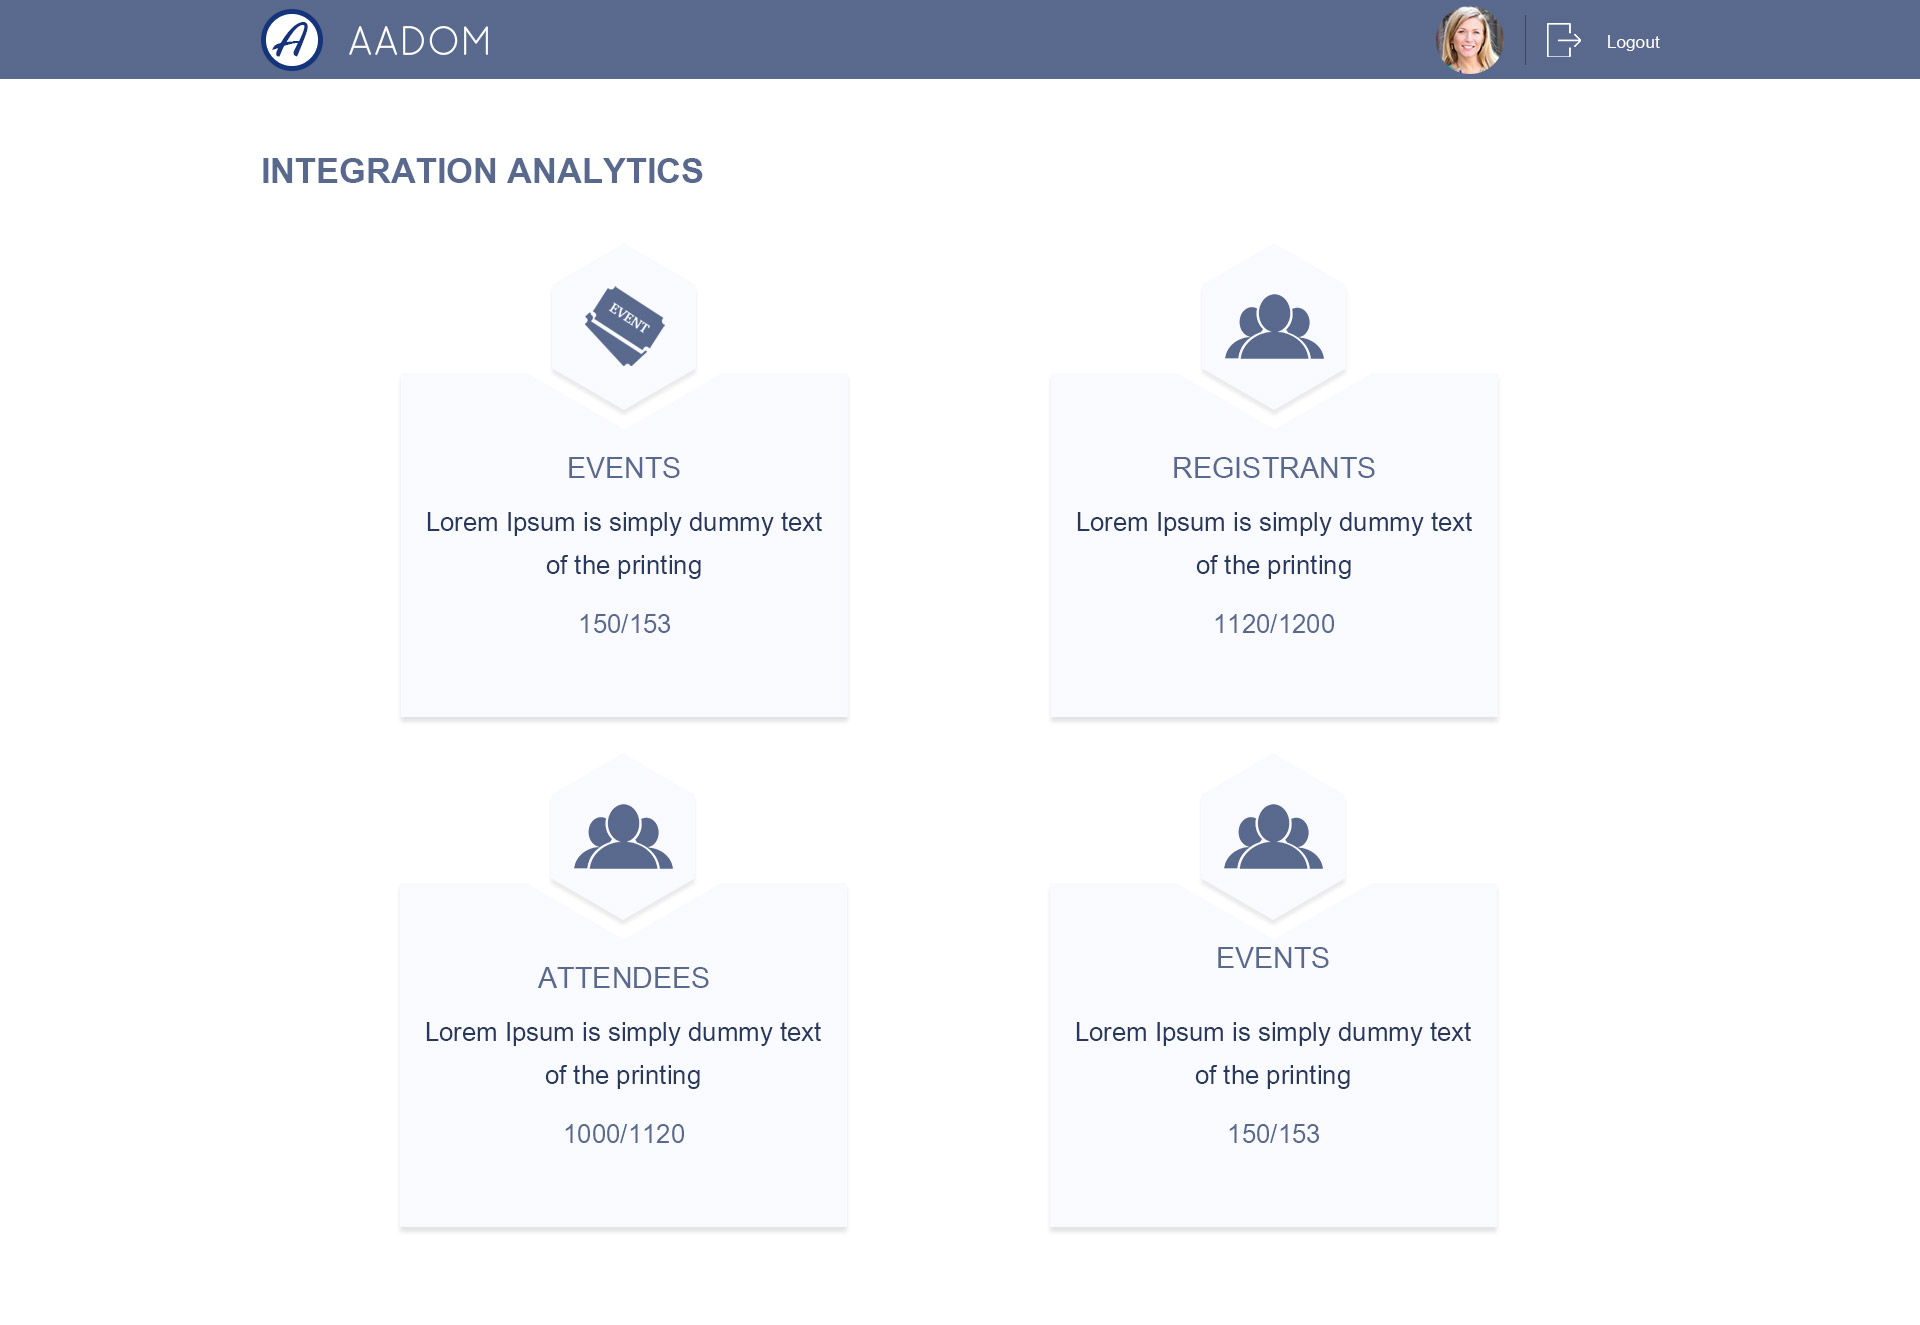 A AADOM
Logout
INTEGRATION ANALYTICS
EVENT
EVENTS
Lorem Ipsum is simply dummy text
of the printing
150/153
REGISTRANTS
Lorem Ipsum is simply dummy text
of the printing
1120/1200
ATTENDEES
Lorem Ipsum is simply dummy text
of the printing
1000/1120
EVENTS
Lorem Ipsum is simply dummy text
of the printing
150/153